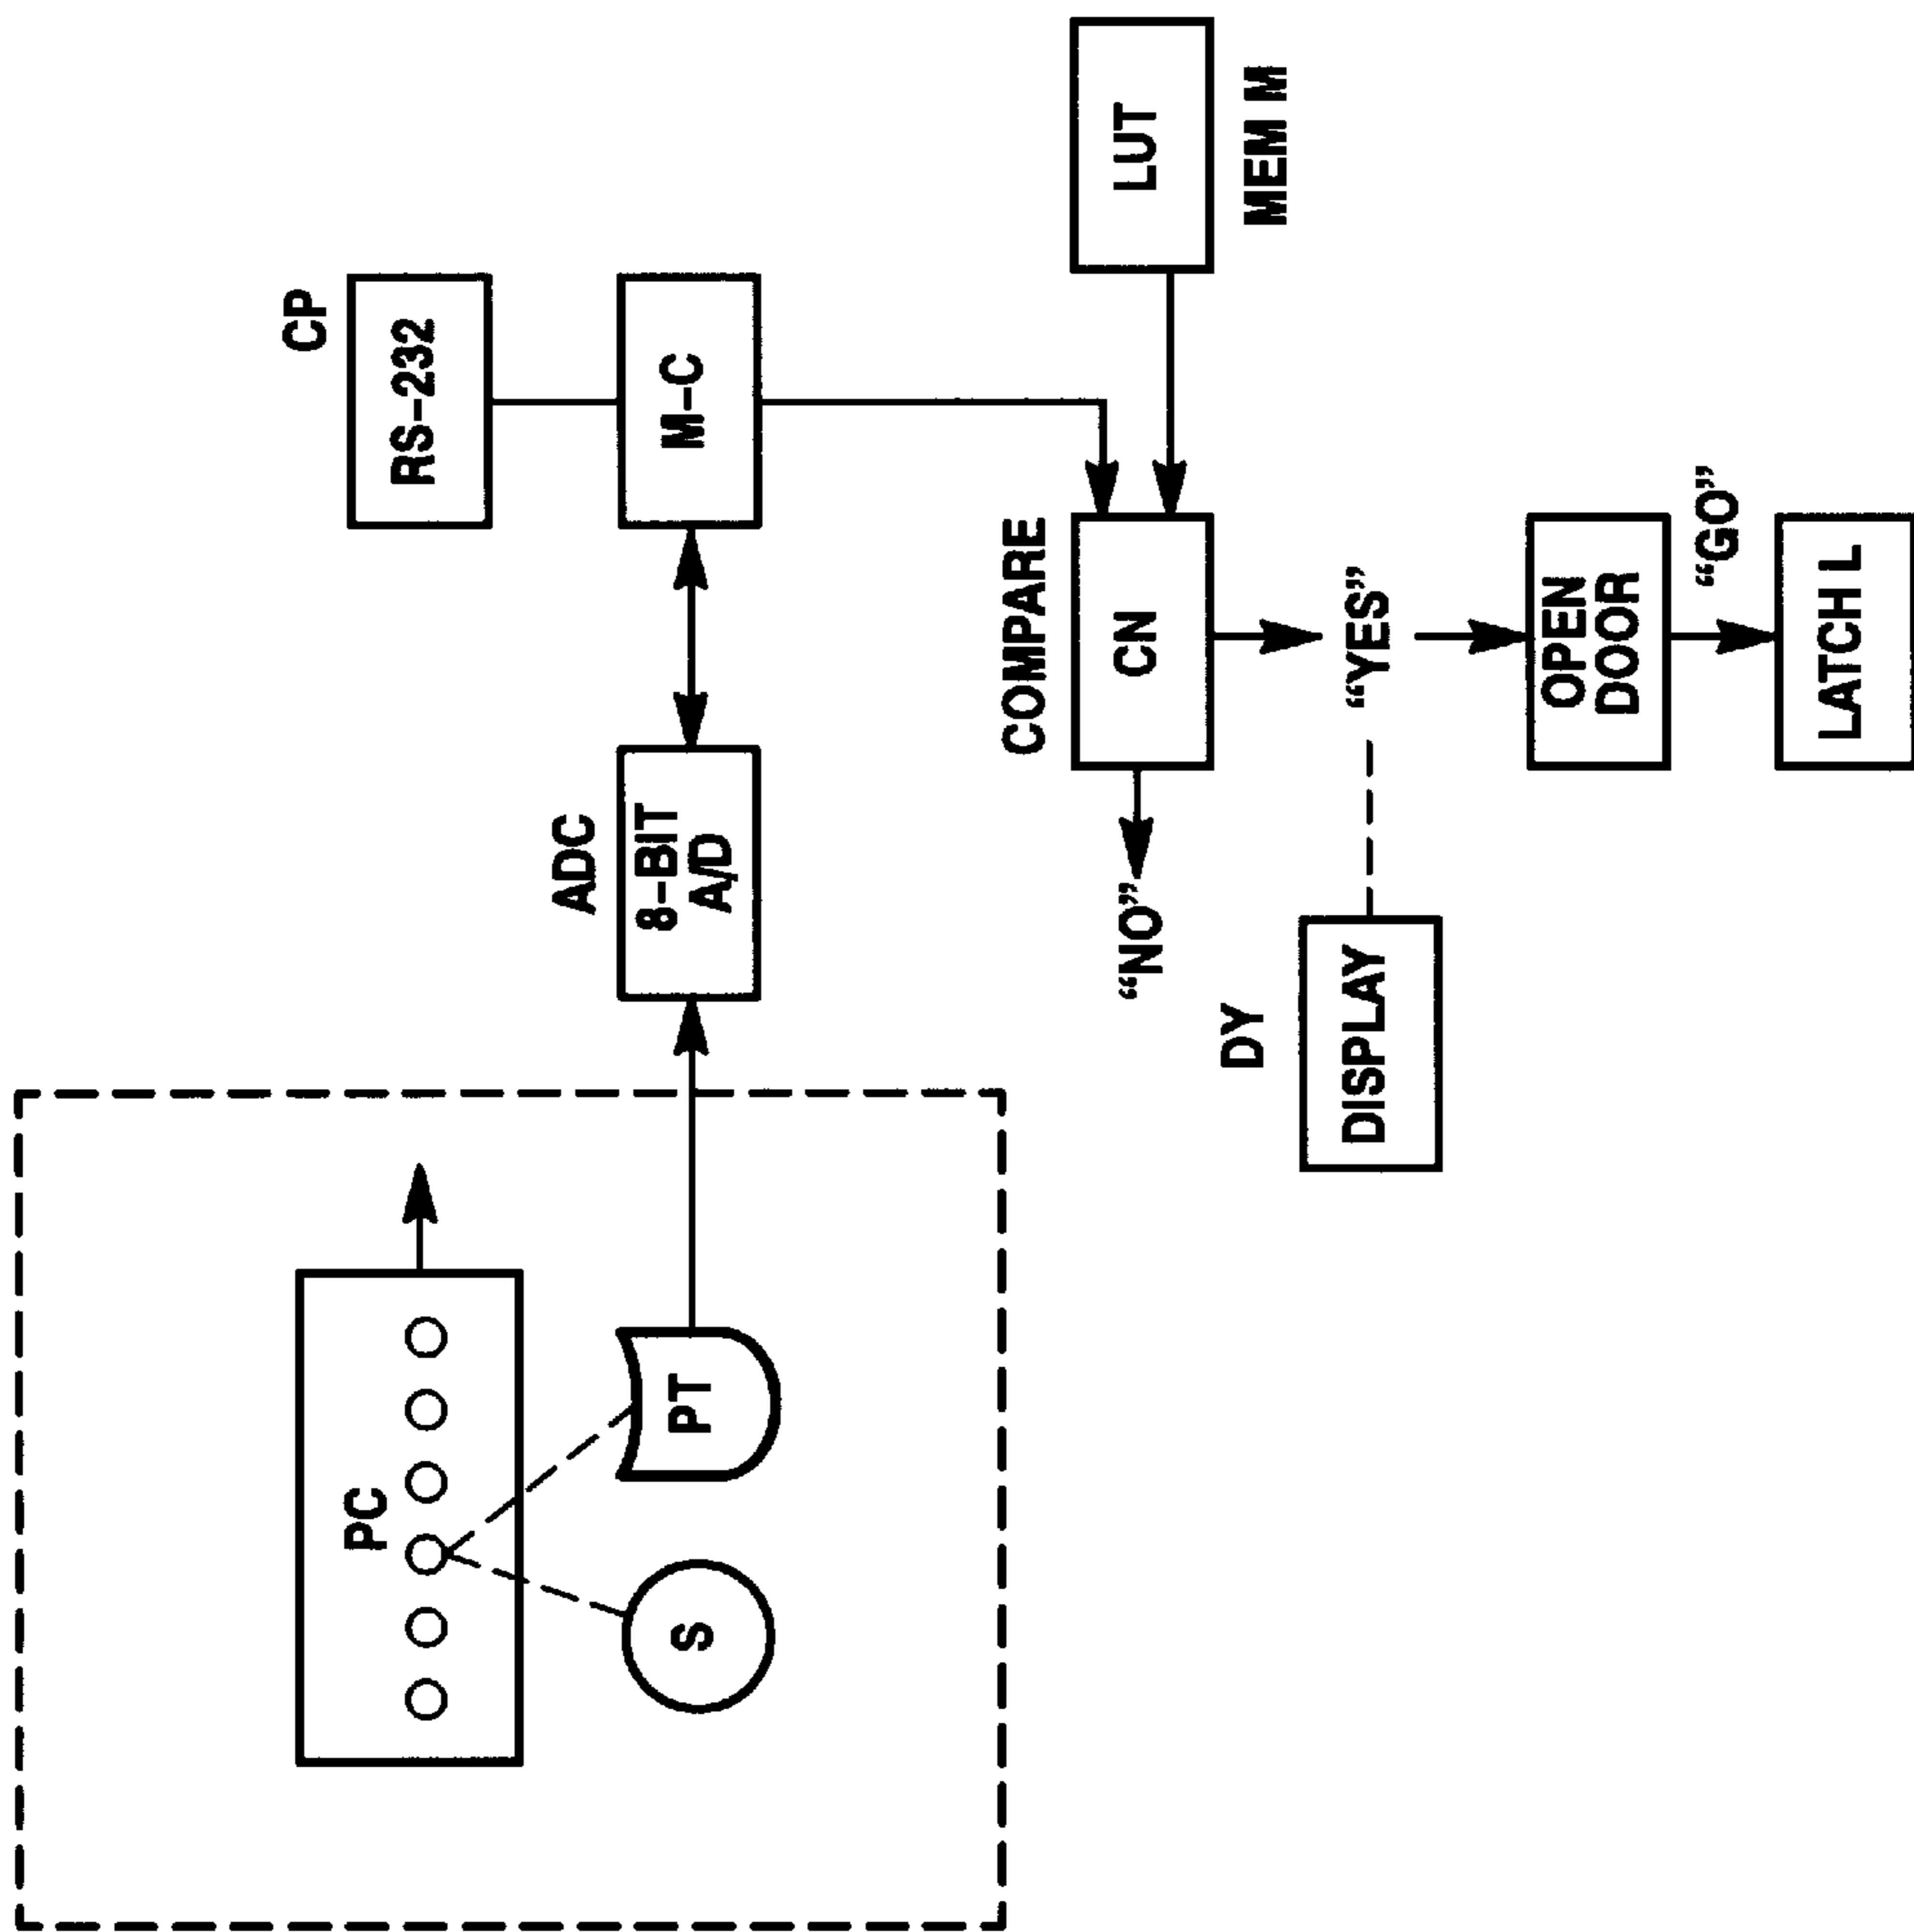 PC
S
PT
ADC
8-BIT
A/D
CP
RS-232
M-C
COMPARE
CN
LUT
MEM M
"NO"
"YES"
DY
DISPLAY
OPEN
DOOR
"GO"
LATCH L